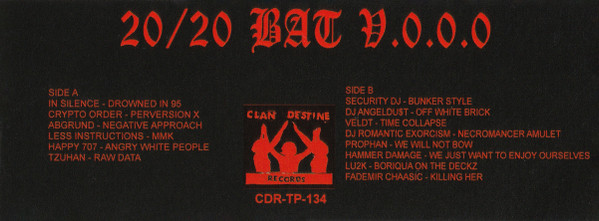 20/20 BAT V.0.0.0
SIDE A
IN SILENCE - DROWNED IN 95
CRYPTO ORDER - PERVERSION X
ABGRUND - NEGATIVE APPROACH
LESS INSTRUCTIONS - MMK
HAPPY 707 - ANGRY WHITE PEOPLE
TZUHAN - RAW DATA
CLAN DESTINE
RECORDS
CDR-TP-134
SIDE B
SECURITY DJ - BUNKER STYLE
DJ ANGELDU$T - OFF WHITE BRICK
VELDT - TIME COLLAPSE
DJ ROMANTIC EXORCISM - NECROMANCER AMULET
PROPHAN - WE WILL NOT BOW
HAMMER DAMAGE - WE JUST WANT TO ENJOY OURSELVES
LU2K - BORIQUA ON THE DECKZ
FADEMIR CHAASIC - KILLING HER